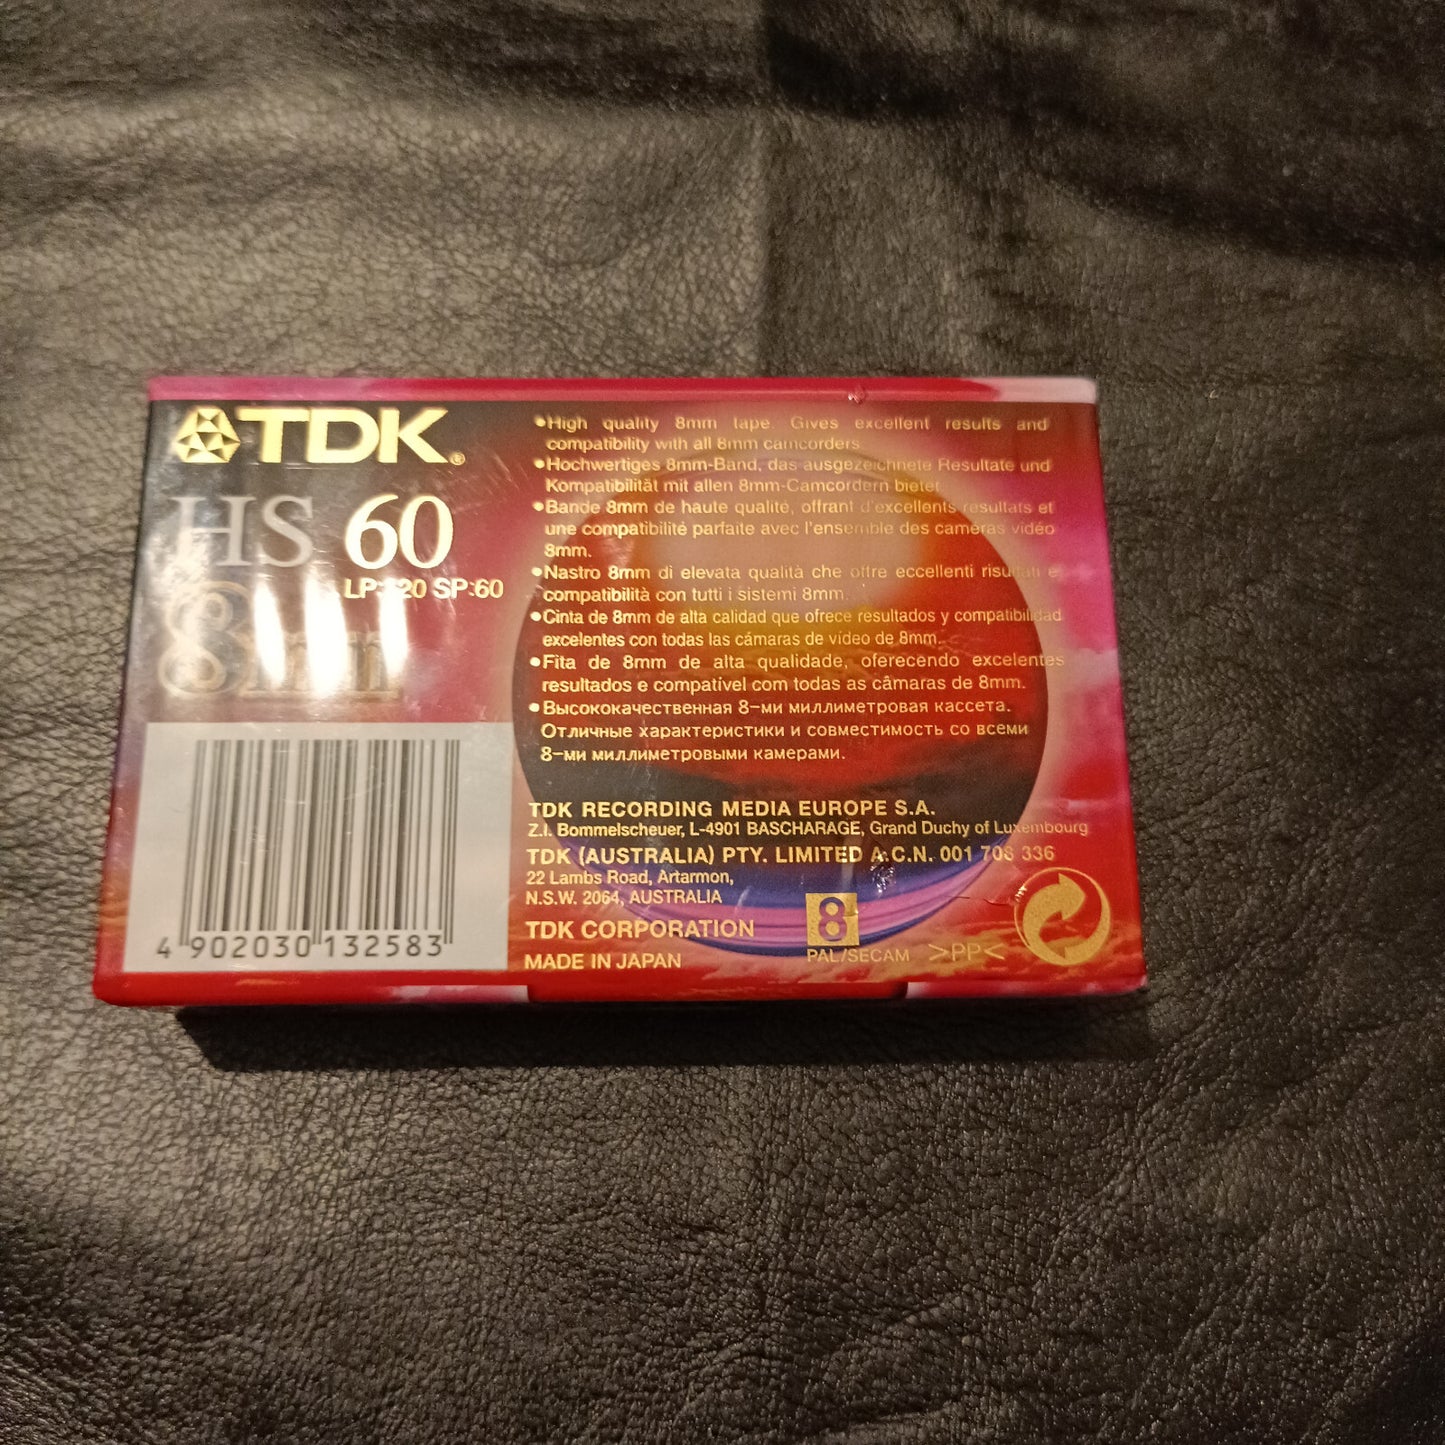 TDK®
HS 60
LP:120 SP:60
8mm
4 902030 132583
•High quality 8mm tape. Gives excellent results and
compatibility with all 8mm camcorders
•Hochwertiges 8mm-Band, das ausgezeichnete Resultate und
Kompatibilität mit allen 8mm-Camcordern bietet.
•Bande 8mm de haute qualité, offrant d'excellents résultats et
une compatibilité parfaite avec l'ensemble des caméras vidéo
8mm.
•Nastro 8mm di elevata qualità che offre eccellenti risultati e
compatibilità con tutti i sistemi 8mm.
•Cinta de 8mm de alta calidad que ofrece resultados y compatibilidad
excelentes con todas las cámaras de vídeo de 8mm.
•Fita de 8mm de alta qualidade, oferecendo excelentes
resultados e compatível com todas as câmaras de 8mm.
•Высококачественная 8-ми миллиметровая кассета.
Отличные характеристики и совместимость со всеми
8-ми миллиметровыми камерами.
TDK RECORDING MEDIA EUROPE S.A.
Z.I. Bommelscheuer, L-4901 BASCHARAGE, Grand Duchy of Luxembourg
TDK (AUSTRALIA) PTY. LIMITED A.C.N. 001 708 336
22 Lambs Road, Artarmon,
N.S.W. 2064, AUSTRALIA
TDK CORPORATION
MADE IN JAPAN
8
PAL/SECAM >PP<